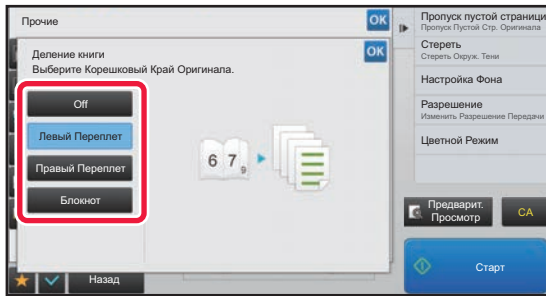 Прочие
OK
Деление книги
OK
Выберите Корешковый Край Оригинала.
Off
Левый Переплет
Правый Переплет
Блокнот
6 7 9
Назад
Пропуск пустой страници
Пропуск Пустой Стр. Оригинала
Стереть
Стереть Окруж. Тени
Настройка Фона
Разрешение
Изменить Разрешение Передачи
Цветной Режим
Предварит.
Просмотр
CA
Старт